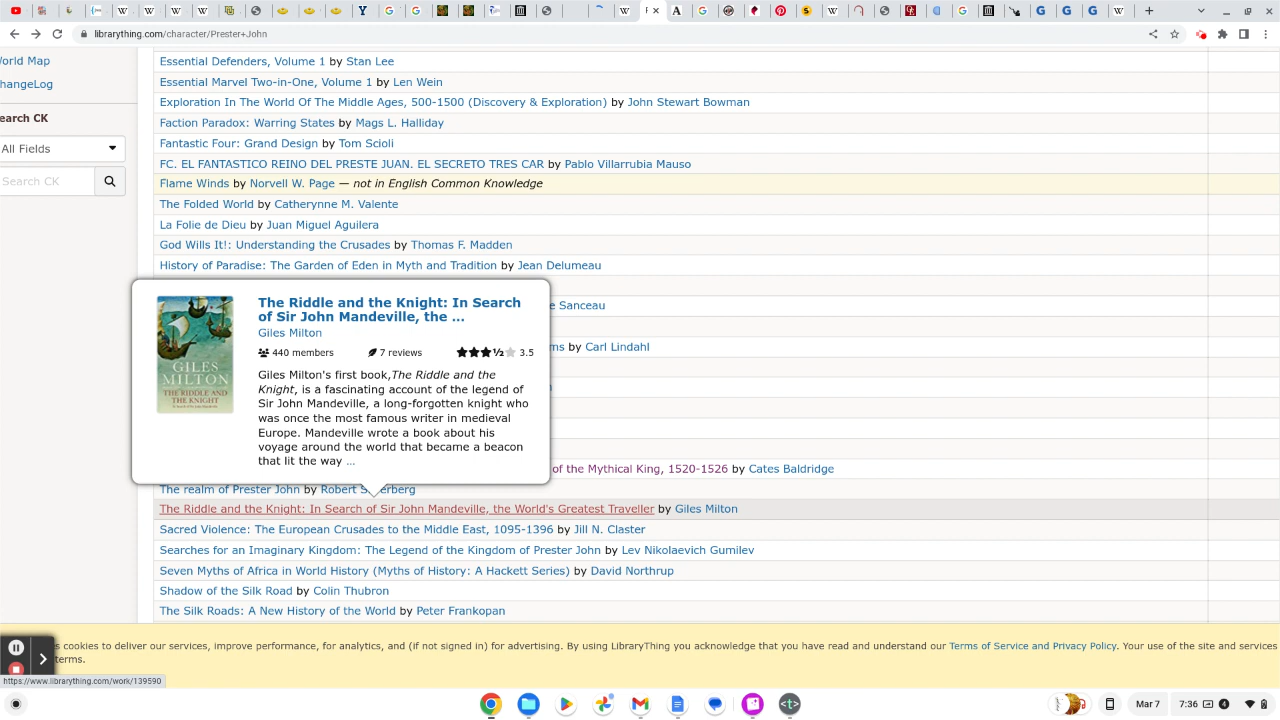 librarything.com/character/Prester+John
orld Map
hangeLog
earch CK
All Fields
Search CK
Essential Defenders, Volume 1 by Stan Lee
Essential Marvel Two-in-One, Volume 1 by Len Wein
Exploration In The World Of The Middle Ages, 500-1500 (Discovery & Exploration) by John Stewart Bowman
Faction Paradox: Warring States by Mags L. Halliday
Fantastic Four: Grand Design by Tom Scioli
FC. EL FANTASTICO REINO DEL PRESTE JUAN. EL SECRETO TRES CAR by Pablo Villarrubia Mauso
Flame Winds by Norvell W. Page — not in English Common Knowledge
The Folded World by Catherynne M. Valente
La Folie de Dieu by Juan Miguel Aguilera
God Wills It!: Understanding the Crusades by Thomas F. Madden
History of Paradise: The Garden of Eden in Myth and Tradition by Jean Delumeau
e Sanceau
ms by Carl Lindahl
The Riddle and the Knight: In Search
of Sir John Mandeville, the ...
Giles Milton
440 members 7 reviews 3.5
Giles Milton's first book,The Riddle and the
Knight, is a fascinating account of the legend of
Sir John Mandeville, a long-forgotten knight who
was once the most famous writer in medieval
Europe. Mandeville wrote a book about his
voyage around the world that became a beacon
that lit the way ...
GILES
MILTON
THE RIDDLE AND
THE KNIGHT
of the Mythical King, 1520-1526 by Cates Baldridge
The realm of Prester John by Robert S erberg
The Riddle and the Knight: In Search of Sir John Mandeville, the World's Greatest Traveller by Giles Milton
Sacred Violence: The European Crusades to the Middle East, 1095-1396 by Jill N. Claster
Searches for an Imaginary Kingdom: The Legend of the Kingdom of Prester John by Lev Nikolaevich Gumilev
Seven Myths of Africa in World History (Myths of History: A Hackett Series) by David Northrup
Shadow of the Silk Road by Colin Thubron
The Silk Roads: A New History of the World by Peter Frankopan
s cookies to deliver our services, improve performance, for analytics, and (if not signed in) for advertising. By using LibraryThing you acknowledge that you have read and understand our Terms of Service and Privacy Policy. Your use of the site and services
terms.
https://www.librarything.com/work/139590
Mar 7
7:36
4